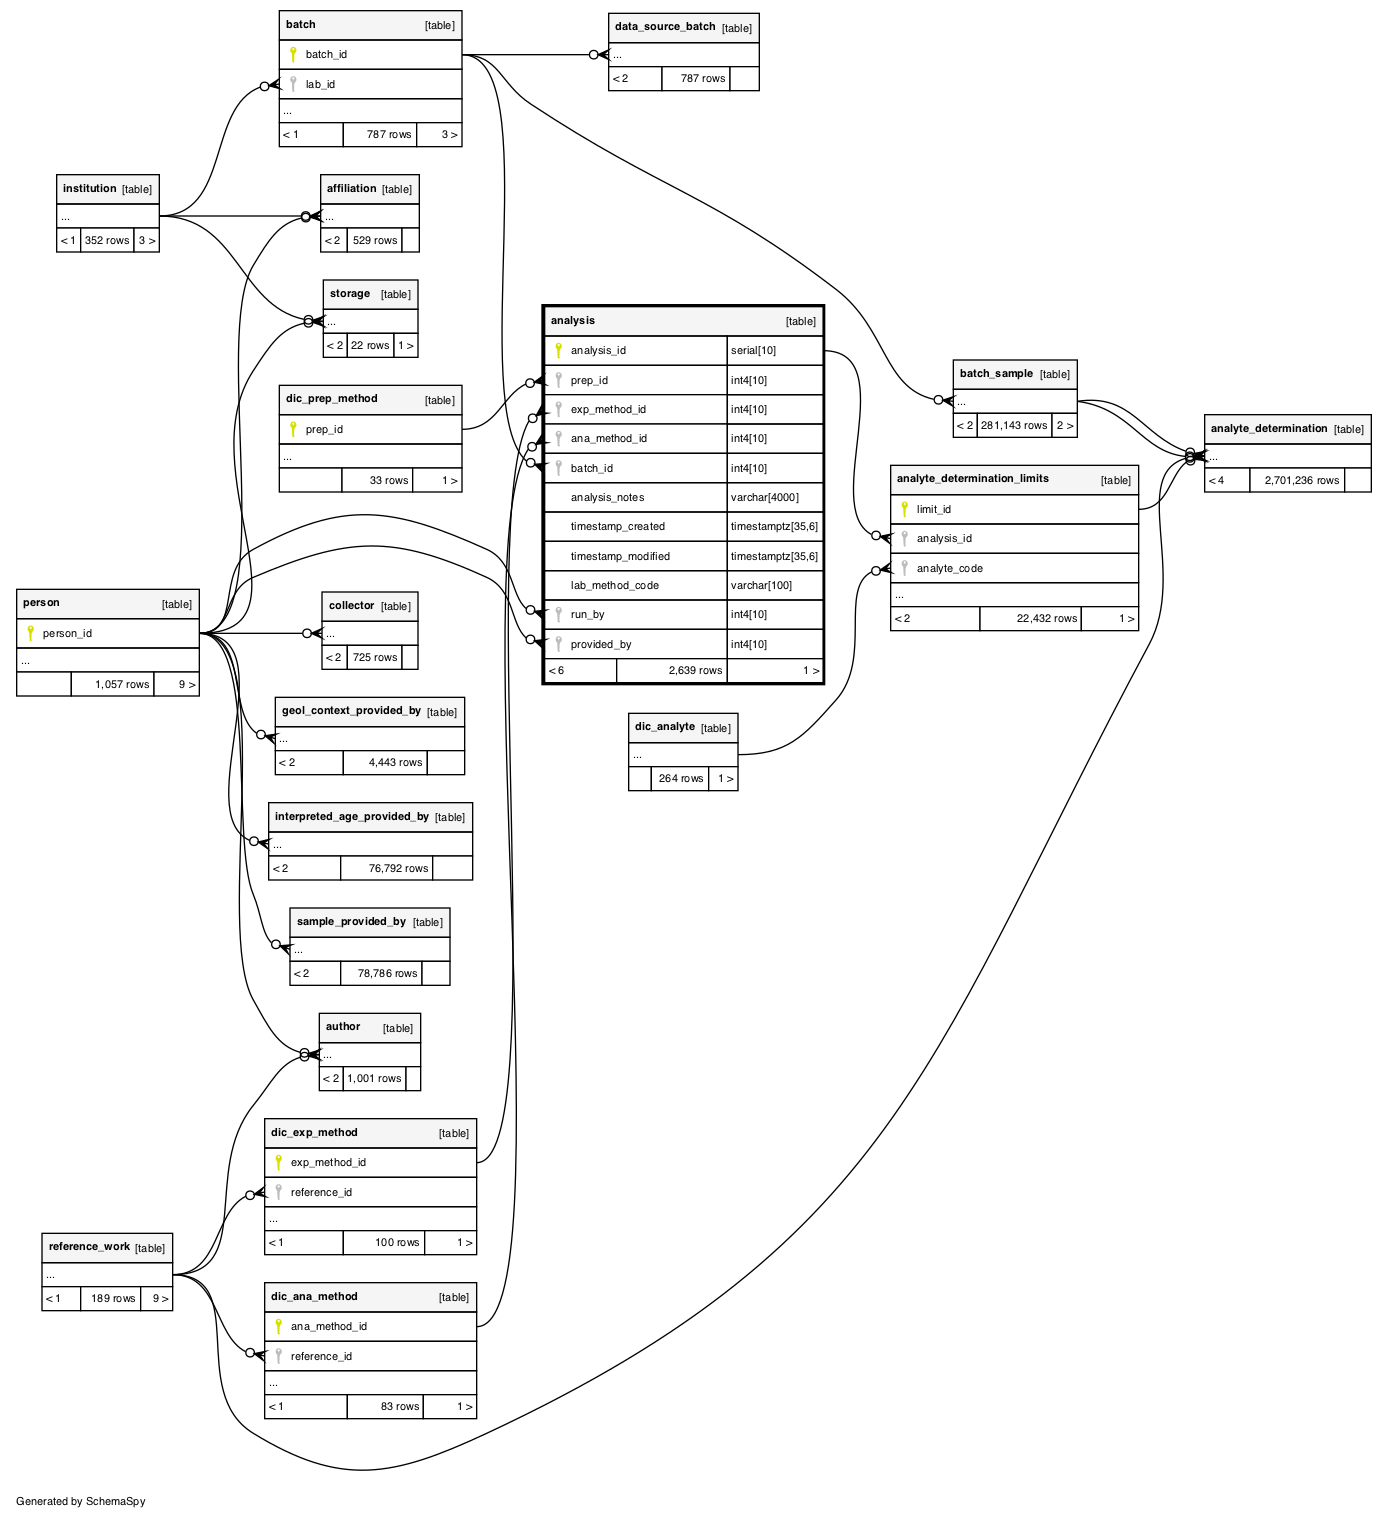 batch [table]
batch_id
lab_id
...
< 1 787 rows 3 >
data_source_batch [table]
...
< 2 787 rows
institution [table]
...
< 1 352 rows 3 >
affiliation [table]
...
< 2 529 rows
storage [table]
...
< 2 22 rows 1 >
dic_prep_method [table]
prep_id
...
33 rows 1 >
analysis [table]
analysis_id serial[10]
prep_id int4[10]
exp_method_id int4[10]
ana_method_id int4[10]
batch_id int4[10]
analysis_notes varchar[4000]
timestamp_created timestamptz[35,6]
timestamp_modified timestamptz[35,6]
lab_method_code varchar[100]
run_by int4[10]
provided_by int4[10]
< 6 2,639 rows 1 >
batch_sample [table]
...
< 2 281,143 rows 2 >
analyte_determination [table]
...
< 4 2,701,236 rows
analyte_determination_limits [table]
limit_id
analysis_id
analyte_code
...
< 2 22,432 rows 1 >
person [table]
person_id
...
1,057 rows 9 >
collector [table]
...
< 2 725 rows
geol_context_provided_by [table]
...
< 2 4,443 rows
dic_analyte [table]
...
264 rows 1 >
interpreted_age_provided_by [table]
...
< 2 76,792 rows
sample_provided_by [table]
...
< 2 78,786 rows
author [table]
...
< 2 1,001 rows
dic_exp_method [table]
exp_method_id
reference_id
...
< 1 100 rows 1 >
reference_work [table]
...
< 1 189 rows 9 >
dic_ana_method [table]
ana_method_id
reference_id
...
< 1 83 rows 1 >
Generated by SchemaSpy